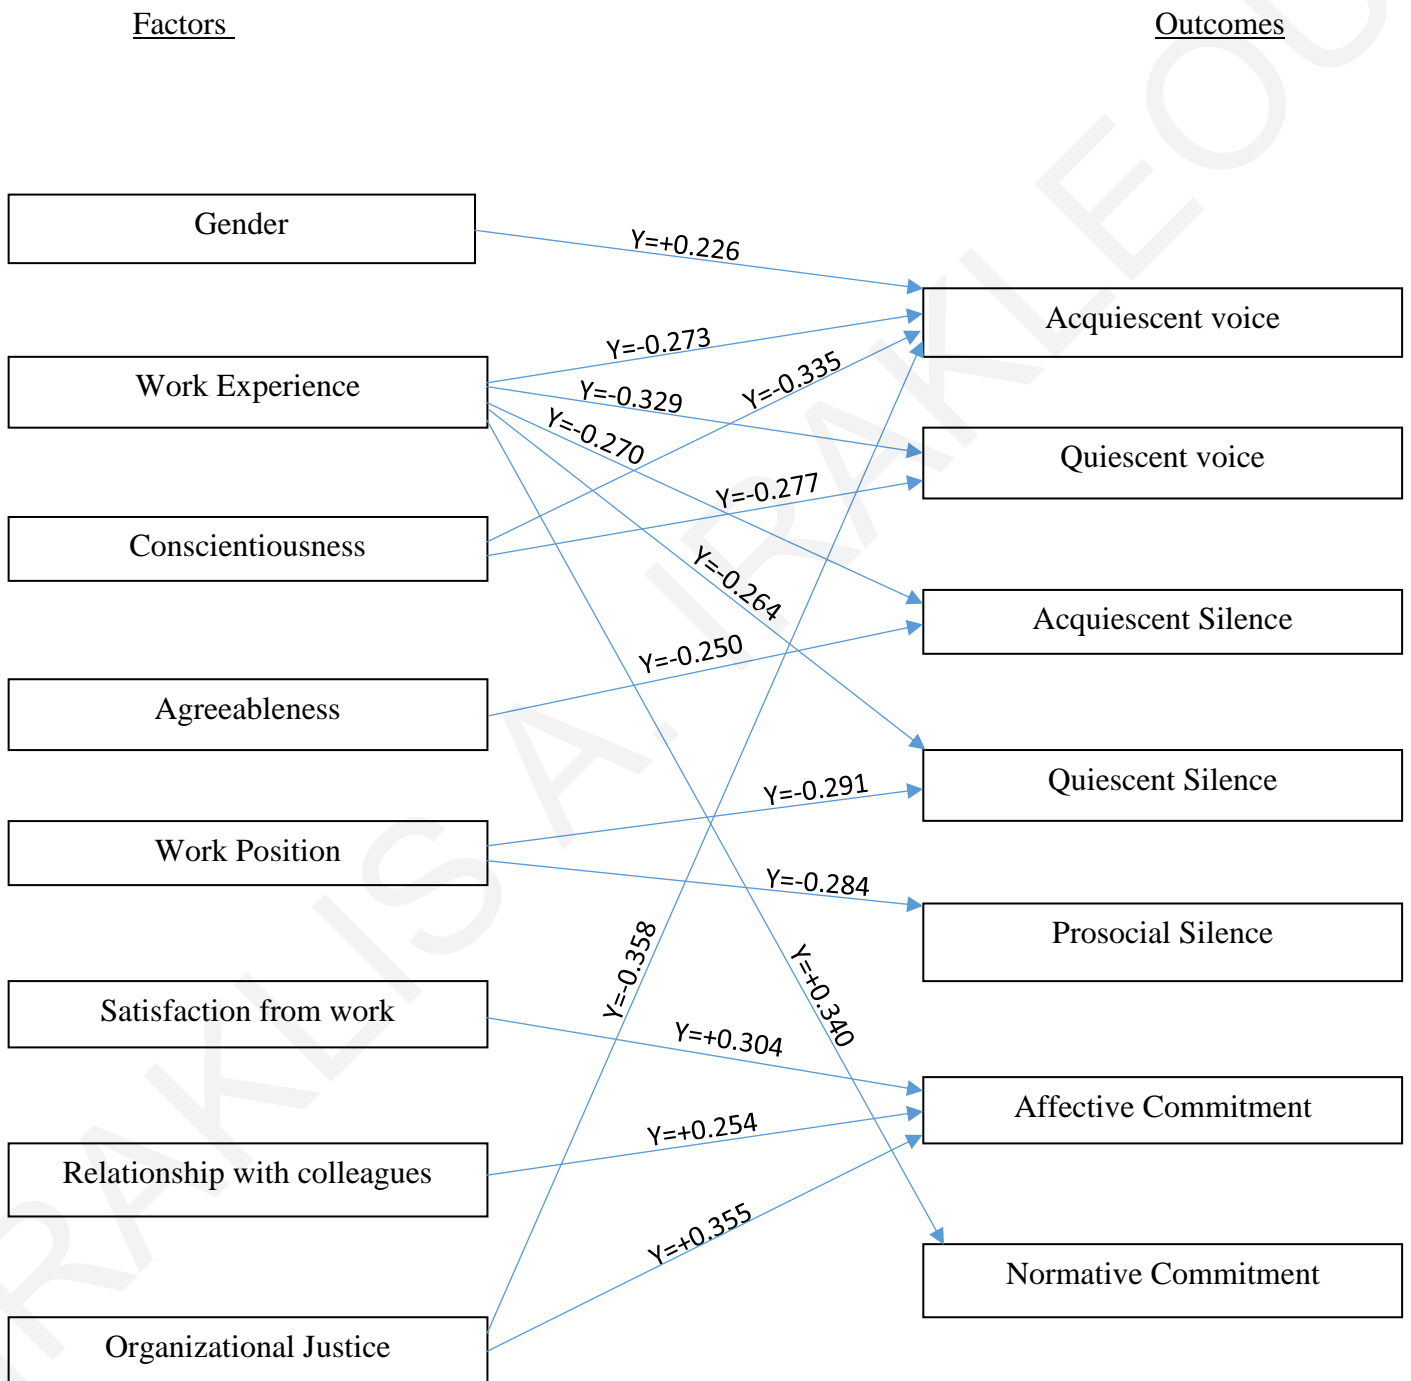 Factors
Outcomes
Gender
Y=+0.226
Acquiescent voice
Y=-0.273
Work Experience
Y=-0.335
Y=-0.329
Y=-0.270
Quiescent voice
Y=-0.277
Conscientiousness
Y=-0.264
Acquiescent Silence
Y=-0.250
Agreeableness
Quiescent Silence
Y=-0.291
Work Position
Y=-0.284
Prosocial Silence
Y=-0.358
Y=+0.340
Satisfaction from work
Y=+0.304
Affective Commitment
Y=+0.254
Relationship with colleagues
Y=+0.355
Normative Commitment
Organizational Justice
IRAKLIS A. IRAKLEOU